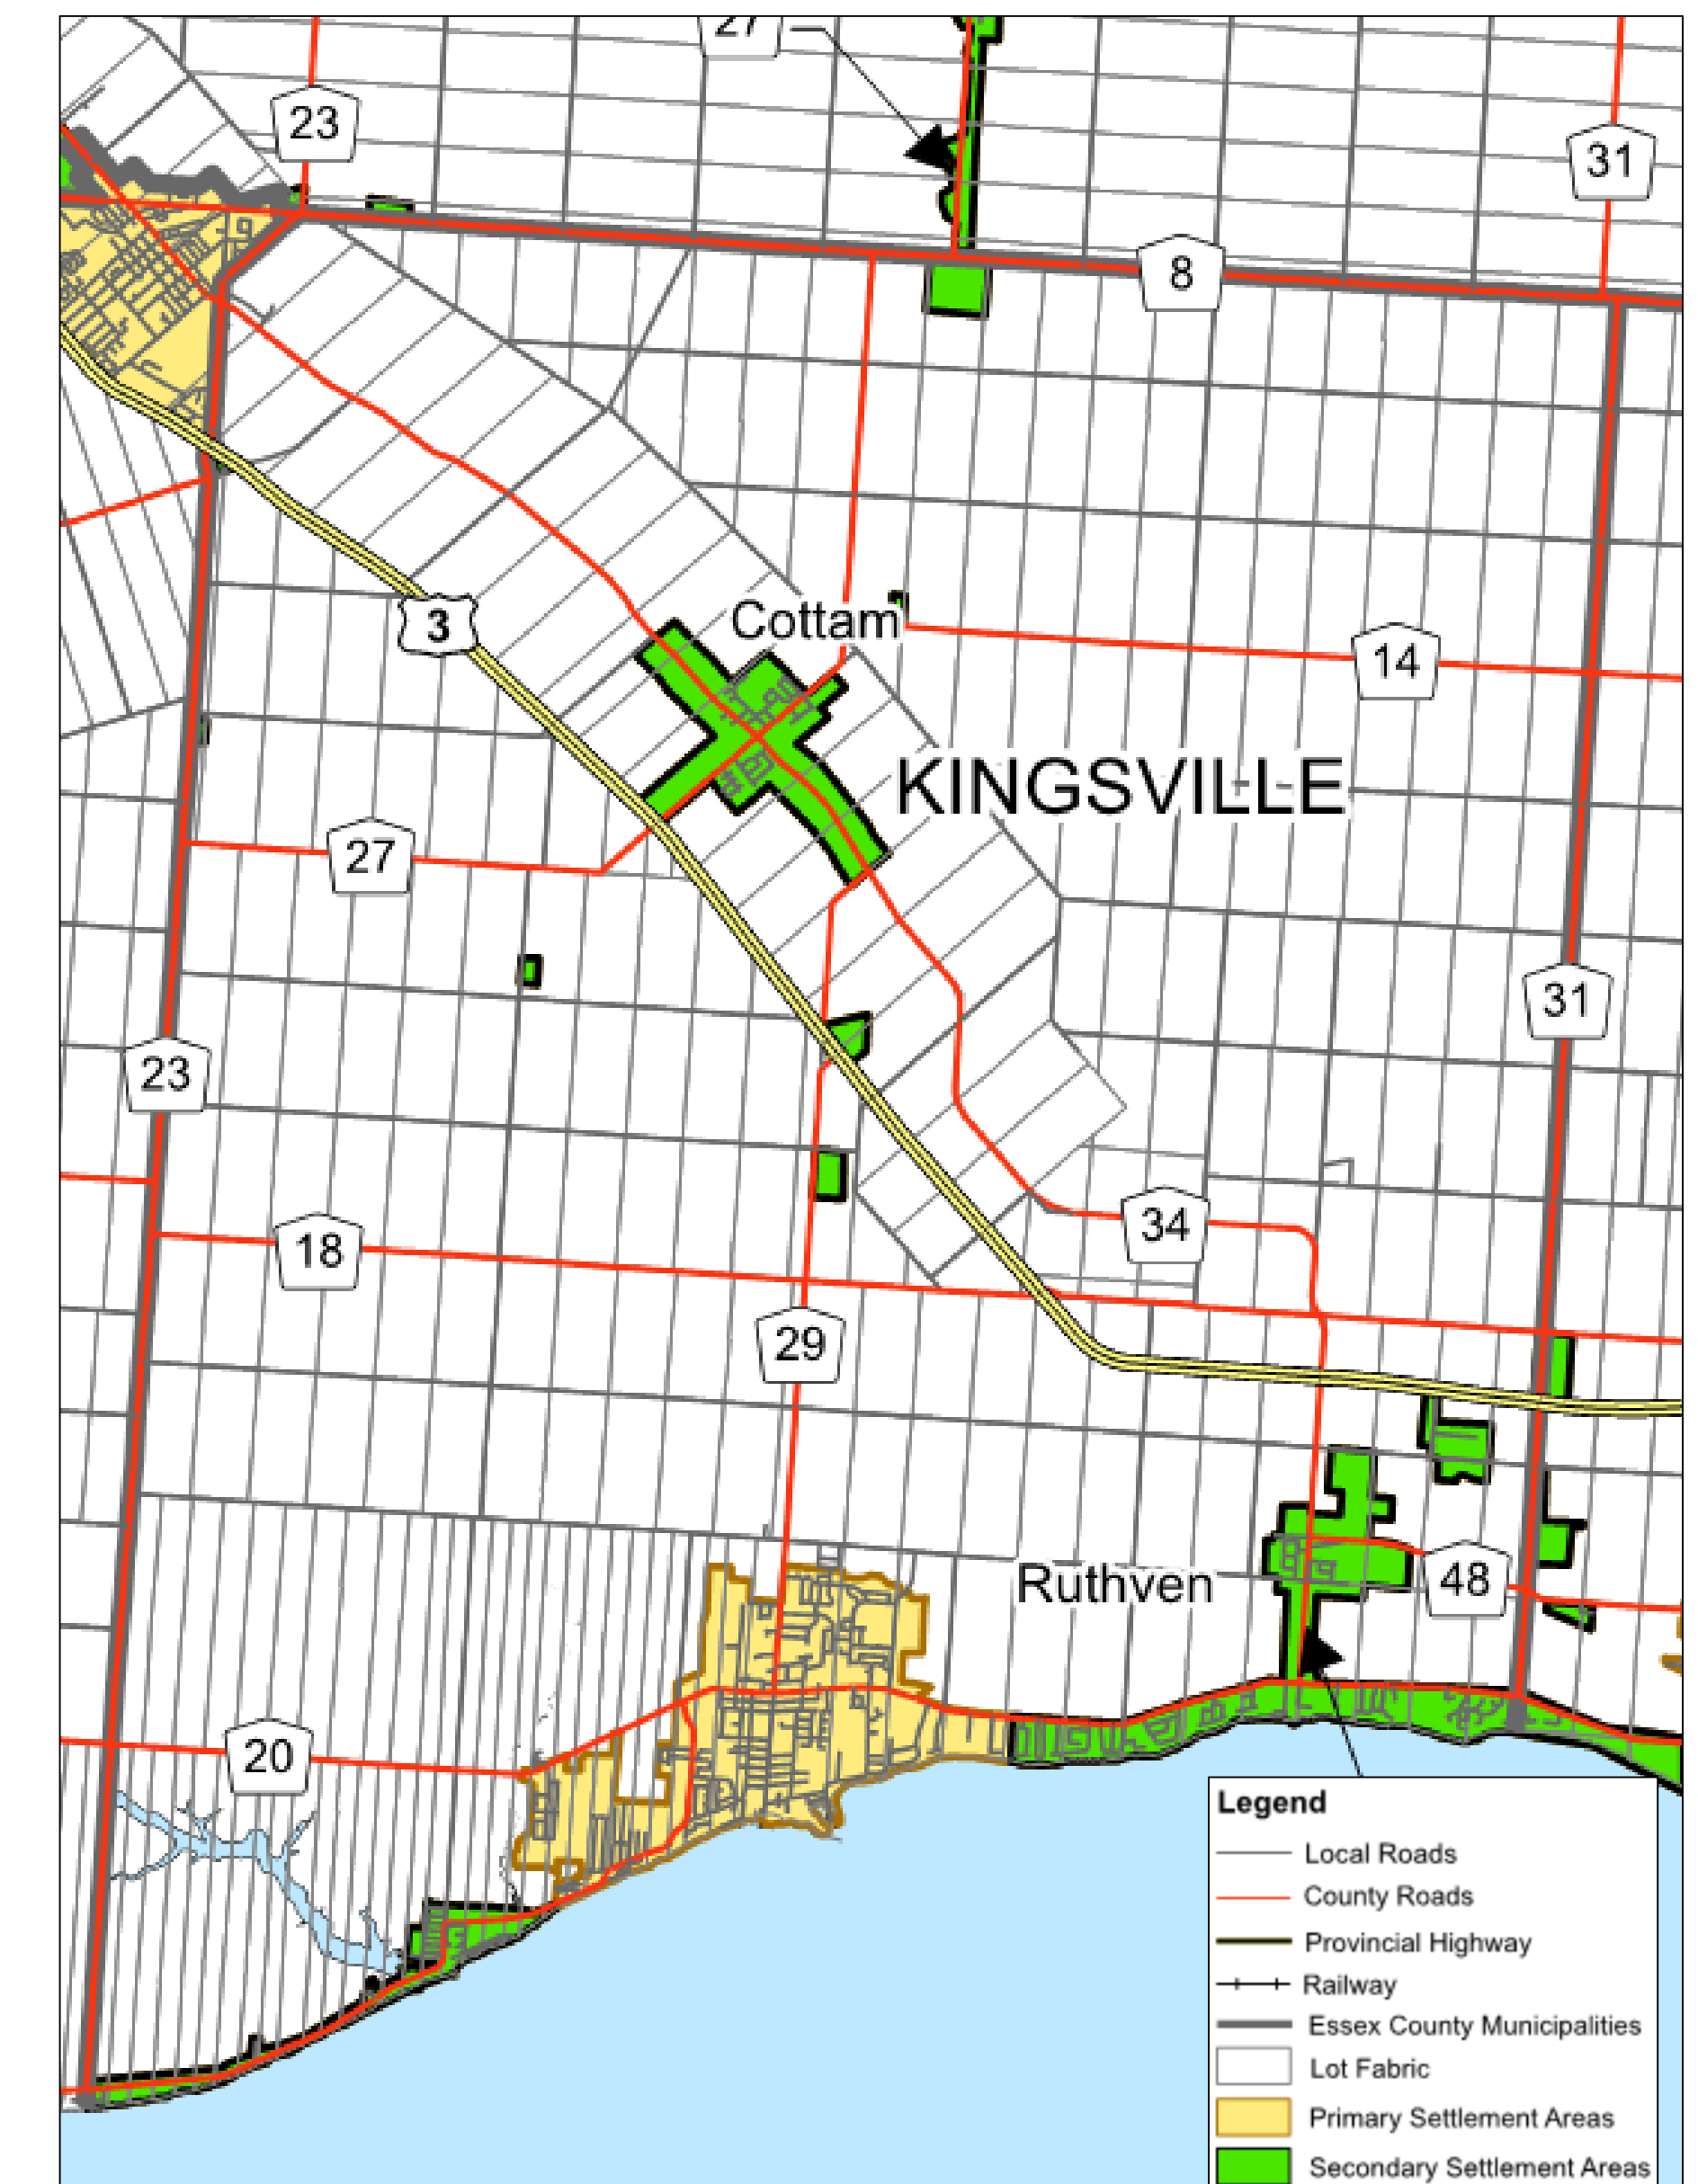 27
23
31
8
3
Cottam
14
KINGSVILLE
27
31
23
34
18
29
Ruthven
48
20
Legend
Local Roads
County Roads
Provincial Highway
Railway
Essex County Municipalities
Lot Fabric
Primary Settlement Areas
Secondary Settlement Areas